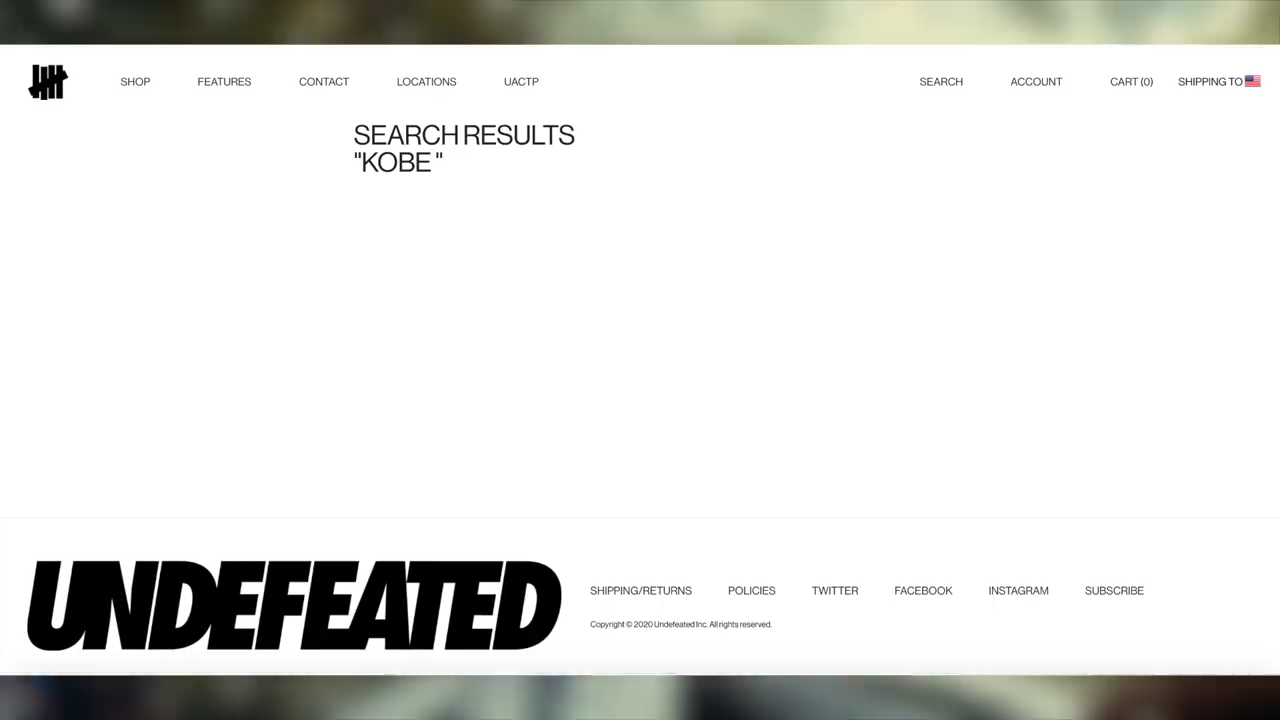 SHOP FEATURES CONTACT LOCATIONS UACTP SEARCH ACCOUNT CART (0) SHIPPING TO
SEARCH RESULTS
"KOBE "
UNDEFEATED
SHIPPING/RETURNS POLICIES TWITTER FACEBOOK INSTAGRAM SUBSCRIBE
Copyright © 2020 Undefeated Inc. All rights reserved.